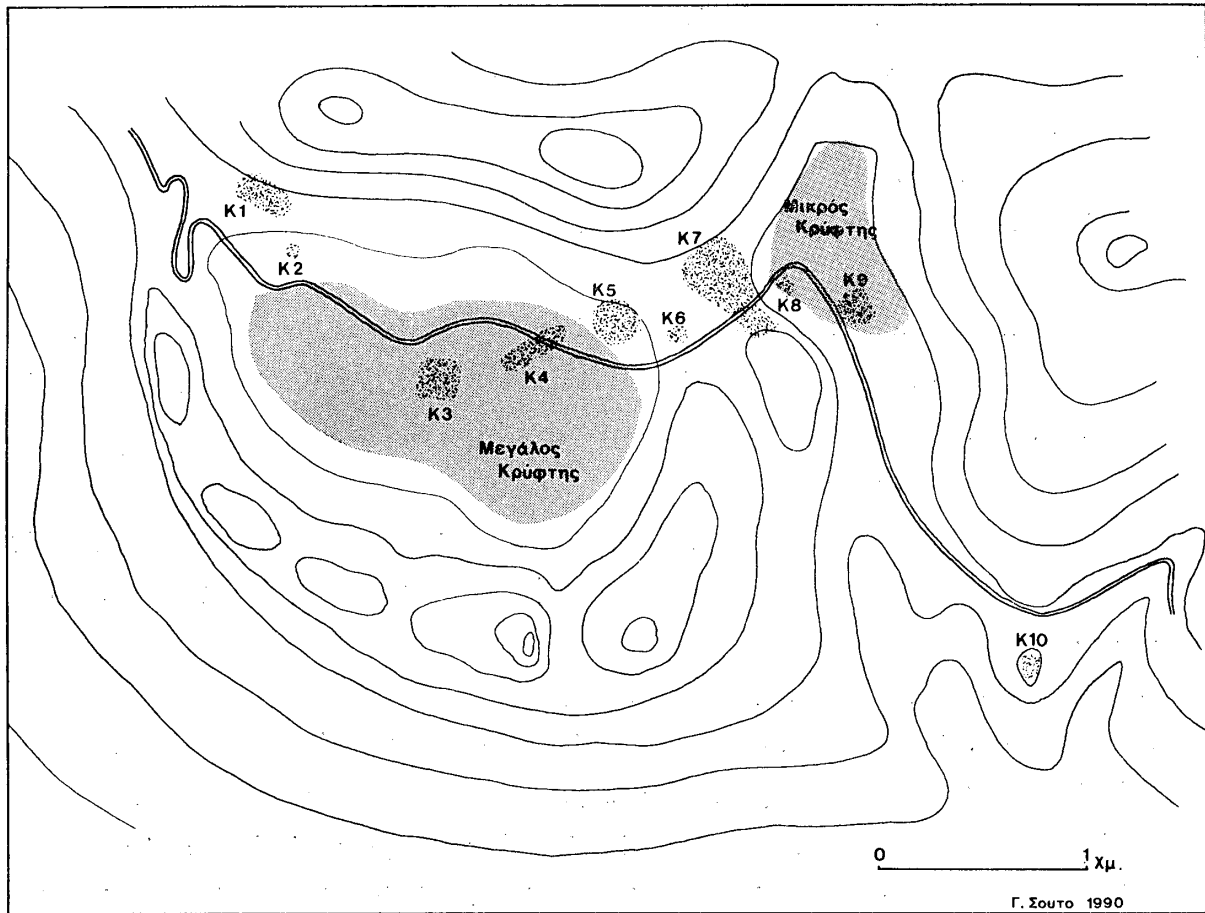 K1
K2
K7
Μικρός
Κρύφτης
K5
K6
K8
K9
K4
K3
Μεγάλος
Κρύφτης
K10
0 1 χμ.
Γ. Σουτο 1990